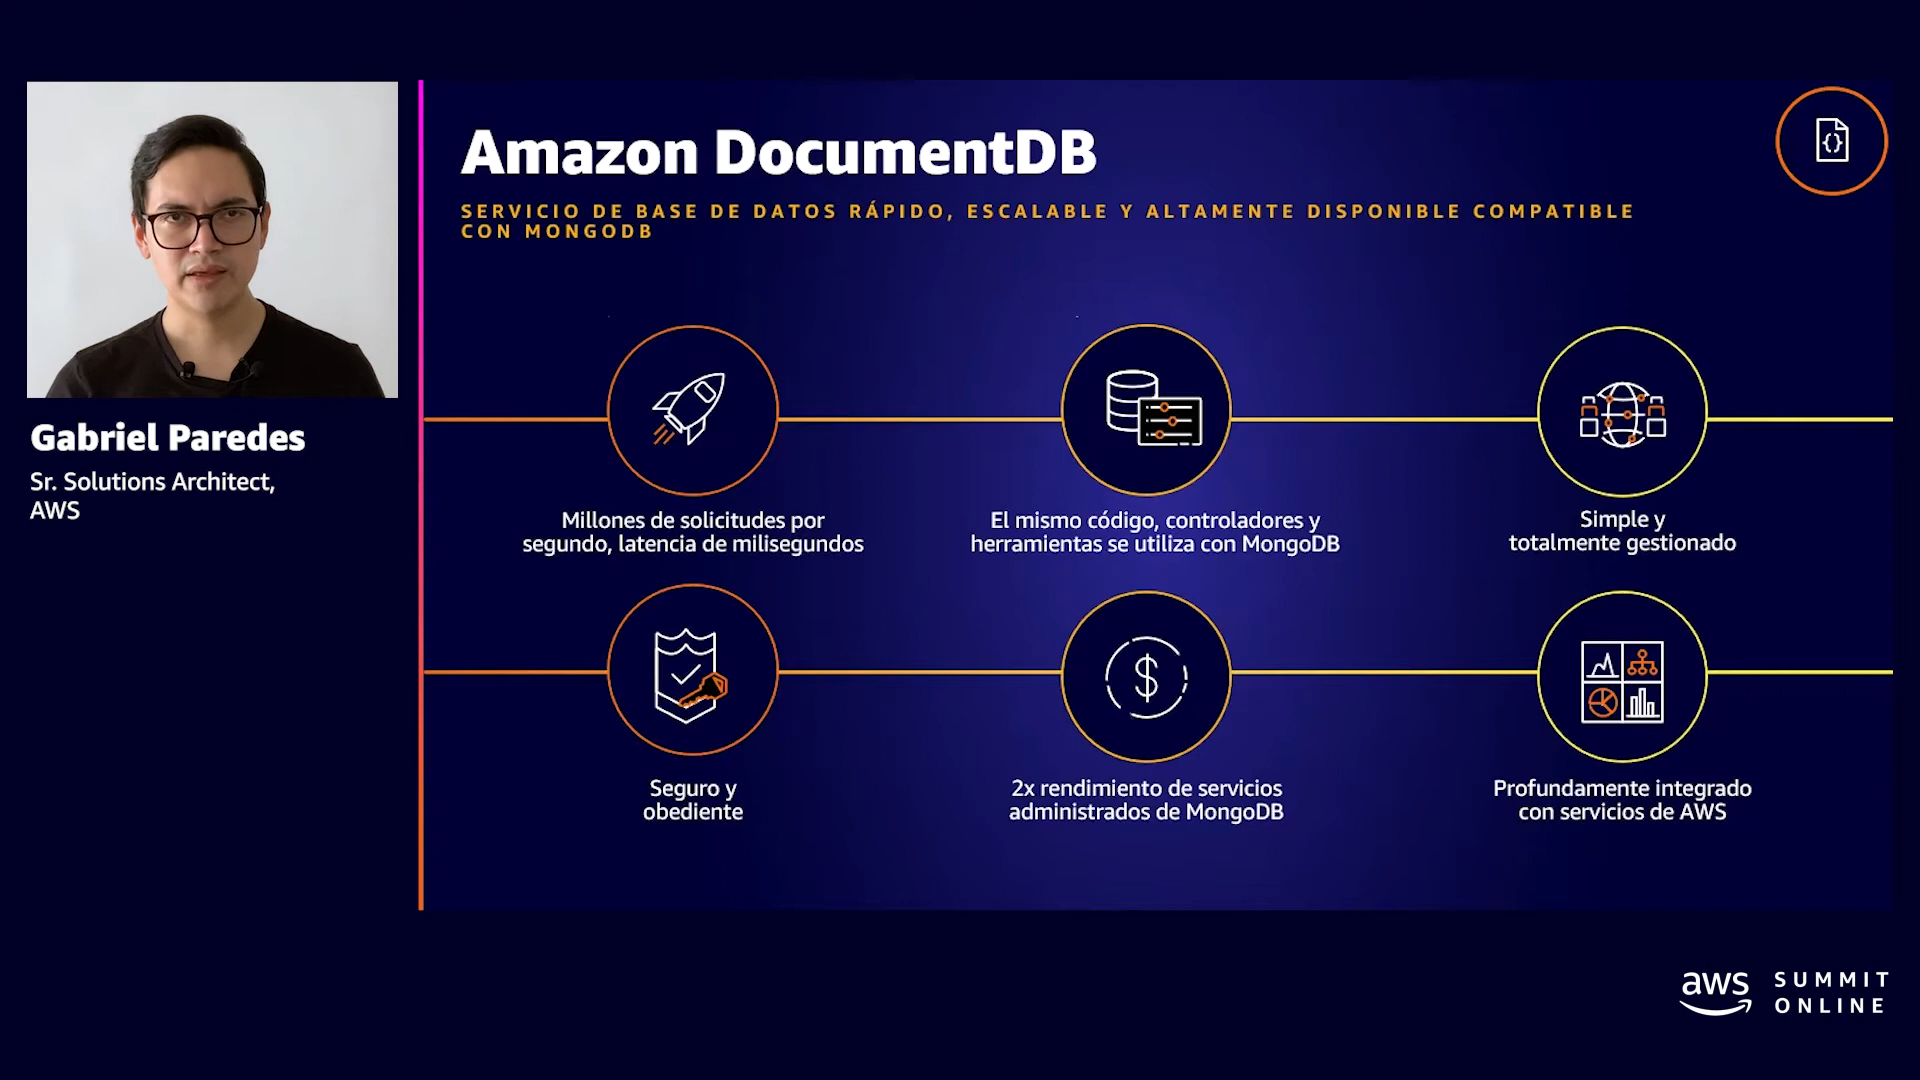 Gabriel Paredes
Sr. Solutions Architect,
AWS
Amazon DocumentDB
SERVICIO DE BASE DE DATOS RÁPIDO, ESCALABLE Y ALTAMENTE DISPONIBLE COMPATIBLE
CON MONGODB
Millones de solicitudes por
segundo, latencia de milisegundos
El mismo código, controladores y
herramientas se utiliza con MongoDB
Simple y
totalmente gestionado
Seguro y
obediente
2x rendimiento de servicios
administrados de MongoDB
Profundamente integrado
con servicios de AWS
aws SUMMIT
ONLINE